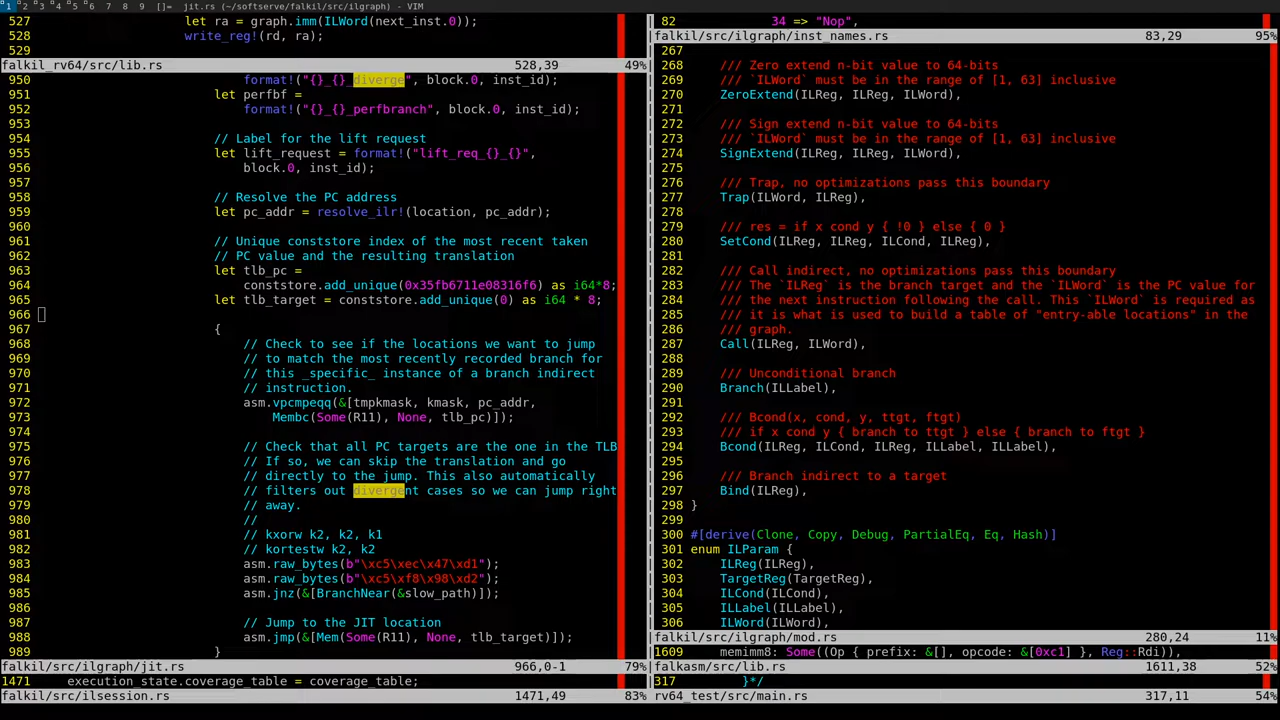 1 2 3 4 5 6 7 8 9 []= jit.rs (~/softserve/falkil/src/ilgraph) - VIM
527 let ra = graph.imm(ILWord(next_inst.0));
528 write_reg!(rd, ra);
529
falkil_rv64/src/lib.rs 528,39 49%
950 format!("{}_{}_diverge", block.0, inst_id);
951 let perfbf =
952 format!("{}_{}_perfbranch", block.0, inst_id);
953
954 // Label for the lift request
955 let lift_request = format!("lift_req_{}_{}",
956 block.0, inst_id);
957
958 // Resolve the PC address
959 let pc_addr = resolve_ilr!(location, pc_addr);
960
961 // Unique conststore index of the most recent taken
962 // PC value and the resulting translation
963 let tlb_pc =
964 conststore.add_unique(0x35fb6711e08316f6) as i64*8;
965 let tlb_target = conststore.add_unique(0) as i64 * 8;
966
967 {
968 // Check to see if the locations we want to jump
969 // to match the most recently recorded branch for
970 // this _specific_ instance of a branch indirect
971 // instruction.
972 asm.vpcmpeqq(&[tmpkmask, kmask, pc_addr,
973 Membc(Some(R11), None, tlb_pc)]);
974
975 // Check that all PC targets are the one in the TLB
976 // If so, we can skip the translation and go
977 // directly to the jump. This also automatically
978 // filters out divergent cases so we can jump right
979 // away.
980 //
981 // kxorw k2, k2, k1
982 // kortestw k2, k2
983 asm.raw_bytes(b"\xc5\xec\x47\xd1");
984 asm.raw_bytes(b"\xc5\xf8\x98\xd2");
985 asm.jnz(&[BranchNear(&slow_path)]);
986
987 // Jump to the JIT location
988 asm.jmp(&[Mem(Some(R11), None, tlb_target)]);
989 }
falkil/src/ilgraph/jit.rs 966,0-1 79%
1471 execution_state.coverage_table = coverage_table;
falkil/src/ilsession.rs 1471,49 83%
82 34 => "Nop",
falkil/src/ilgraph/inst_names.rs 83,29 95%
267
268 /// Zero extend n-bit value to 64-bits
269 /// `ILWord` must be in the range of [1, 63] inclusive
270 ZeroExtend(ILReg, ILReg, ILWord),
271
272 /// Sign extend n-bit value to 64-bits
273 /// `ILWord` must be in the range of [1, 63] inclusive
274 SignExtend(ILReg, ILReg, ILWord),
275
276 /// Trap, no optimizations pass this boundary
277 Trap(ILWord, ILReg),
278
279 /// res = if x cond y { !0 } else { 0 }
280 SetCond(ILReg, ILReg, ILCond, ILReg),
281
282 /// Call indirect, no optimizations pass this boundary
283 /// The `ILReg` is the branch target and the `ILWord` is the PC value for
284 /// the next instruction following the call. This `ILWord` is required as
285 /// it is what is used to build a table of "entry-able locations" in the
286 /// graph.
287 Call(ILReg, ILWord),
288
289 /// Unconditional branch
290 Branch(ILLabel),
291
292 /// Bcond(x, cond, y, ttgt, ftgt)
293 /// if x cond y { branch to ttgt } else { branch to ftgt }
294 Bcond(ILReg, ILCond, ILReg, ILLabel, ILLabel),
295
296 /// Branch indirect to a target
297 Bind(ILReg),
298 }
299
300 #[derive(Clone, Copy, Debug, PartialEq, Eq, Hash)]
301 enum ILParam {
302 ILReg(ILReg),
303 TargetReg(TargetReg),
304 ILCond(ILCond),
305 ILLabel(ILLabel),
306 ILWord(ILWord),
falkil/src/ilgraph/mod.rs 280,24 11%
1609 memimm8: Some((Op { prefix: &[], opcode: &[0xc1] }, Reg::Rdi)),
falkasm/src/lib.rs 1611,38 52%
317 }*/
rv64_test/src/main.rs 317,11 54%